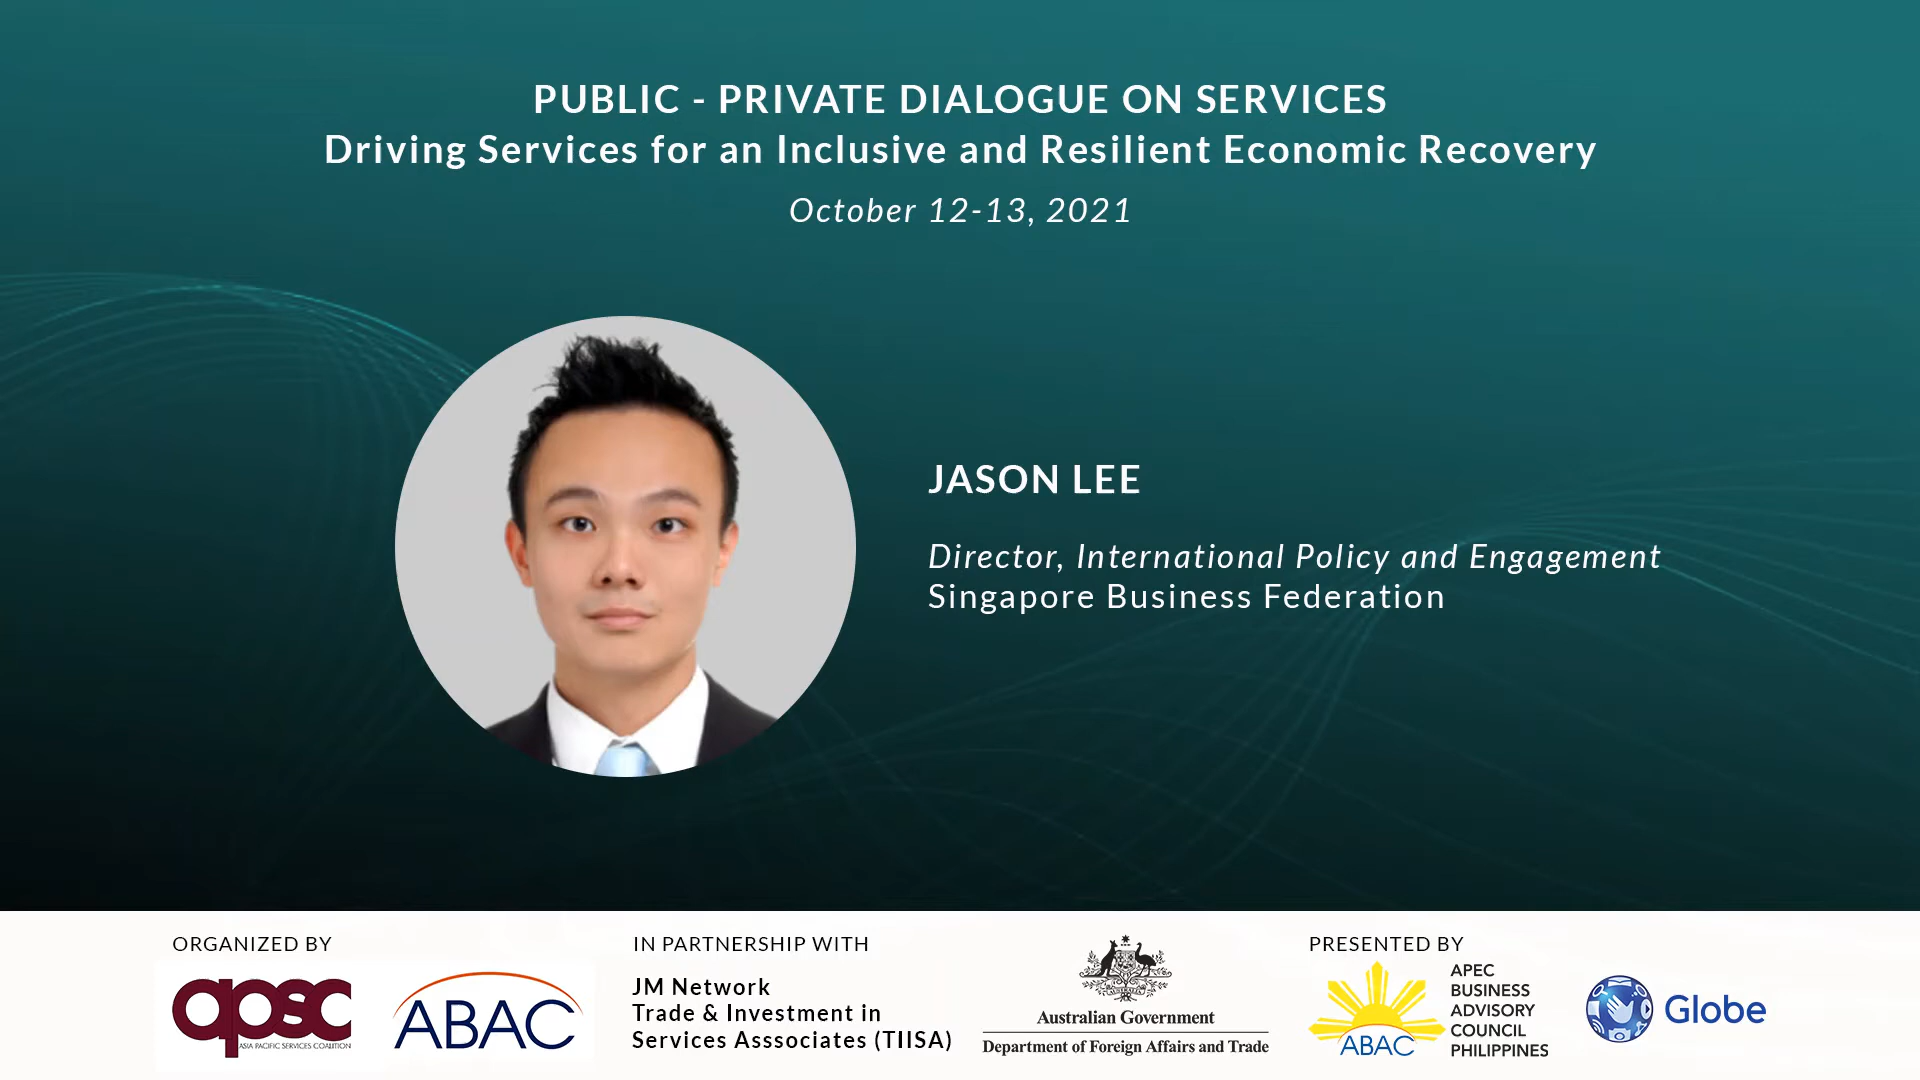 PUBLIC - PRIVATE DIALOGUE ON SERVICES
Driving Services for an Inclusive and Resilient Economic Recovery
October 12-13, 2021
JASON LEE
Director, International Policy and Engagement
Singapore Business Federation
ORGANIZED BY
apsc
ASIA PACIFIC SERVICES COALITION
ABAC
IN PARTNERSHIP WITH
JM Network
Trade & Investment in
Services Asssociates (TIISA)
AUSTRALIA
Australian Government
Department of Foreign Affairs and Trade
PRESENTED BY
ABAC
APEC
BUSINESS
ADVISORY
COUNCIL
PHILIPPINES
Globe